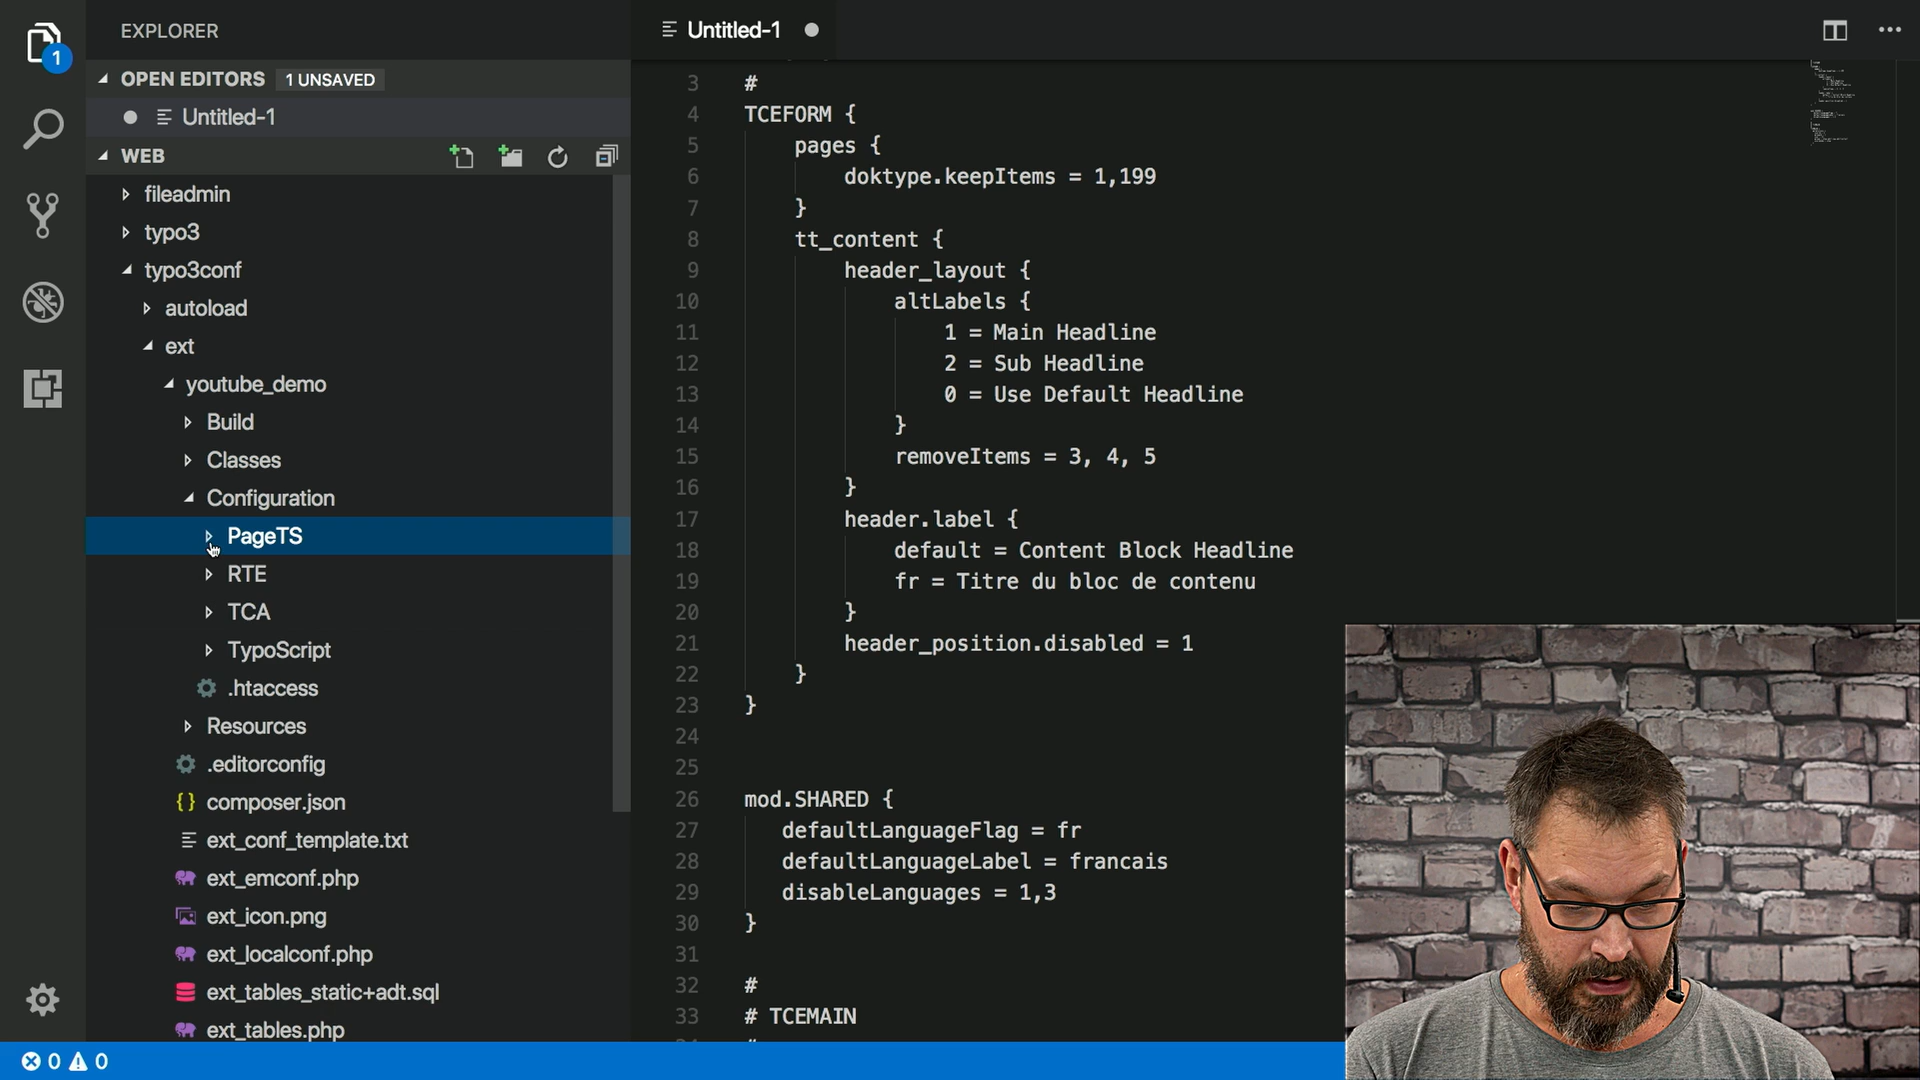 EXPLORER
OPEN EDITORS 1 UNSAVED
Untitled-1
WEB
fileadmin
typo3
typo3conf
autoload
ext
youtube_demo
Build
Classes
Configuration
PageTS
RTE
TCA
TypoScript
.htaccess
Resources
.editorconfig
{} composer.json
ext_conf_template.txt
ext_emconf.php
ext_icon.png
ext_localconf.php
ext_tables_static+adt.sql
ext_tables.php
1
0 0
Untitled-1
3 #
4 TCEFORM {
5 pages {
6 doktype.keepItems = 1,199
7 }
8 tt_content {
9 header_layout {
10 altLabels {
11 1 = Main Headline
12 2 = Sub Headline
13 0 = Use Default Headline
14 }
15 removeItems = 3, 4, 5
16 }
17 header.label {
18 default = Content Block Headline
19 fr = Titre du bloc de contenu
20 }
21 header_position.disabled = 1
22 }
23 }
24
25
26 mod.SHARED {
27 defaultLanguageFlag = fr
28 defaultLanguageLabel = francais
29 disableLanguages = 1,3
30 }
31
32 #
33 # TCEMAIN